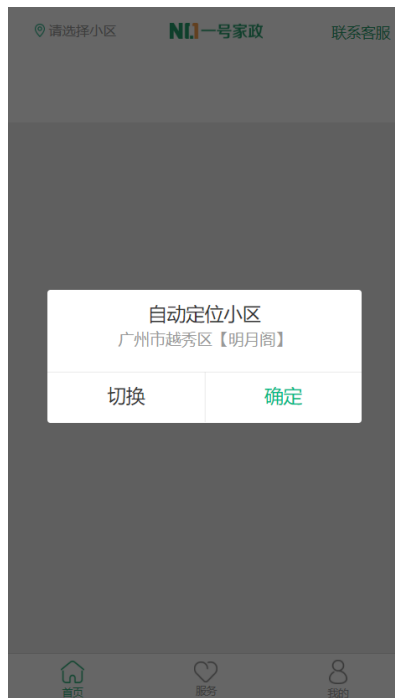 请选择小区
NO.1一号家政
联系客服
自动定位小区
广州市越秀区【明月阁】
切换
确定
首页
服务
我的